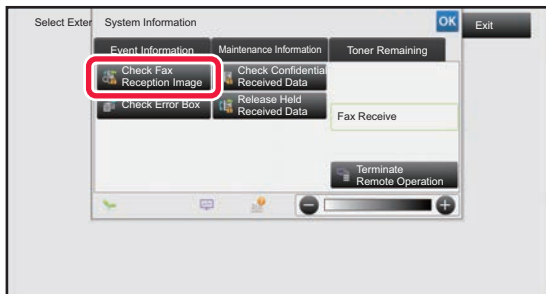 Select Exter
System Information
OK
Exit
Event Information
Maintenance Information
Toner Remaining
Check Fax
Reception Image
Check Confidential
Received Data
Check Error Box
Release Held
Received Data
Fax Receive
Terminate
Remote Operation